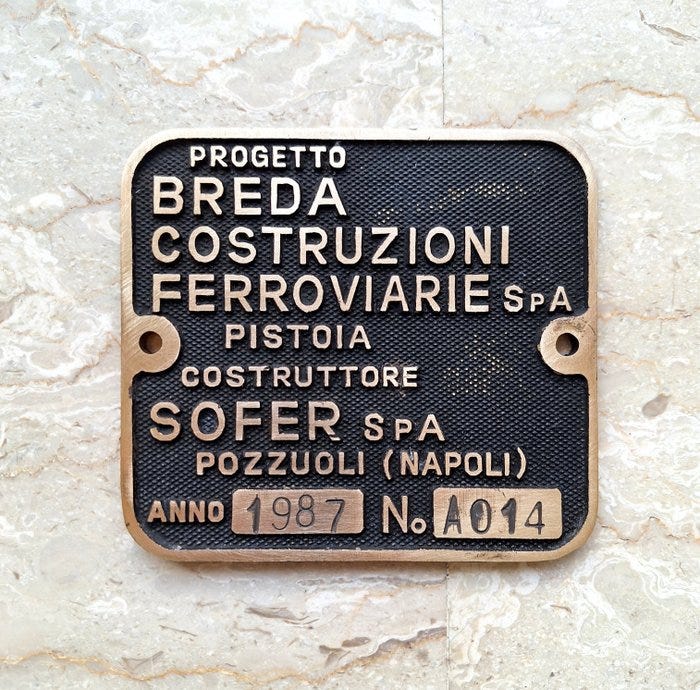 PROGETTO
BREDA
COSTRUZIONI
FERROVIARIE SPA
PISTOIA
COSTRUTTORE
SOFER SPA
POZZUOLI (NAPOLI)
ANNO 1987 No A014